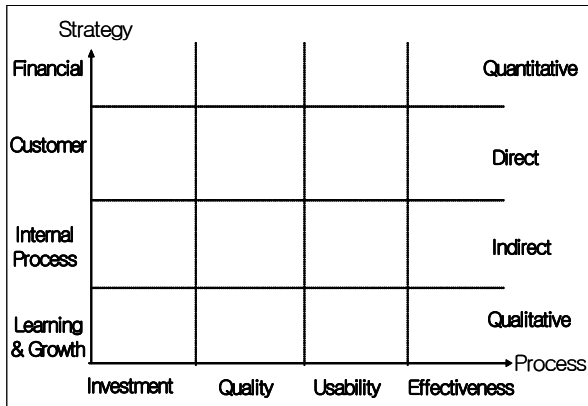 Strategy
Financial
Quantitative
Customer
Direct
Internal
Process
Indirect
Learning
& Growth
Qualitative
Process
Investment
Quality
Usability
Effectiveness